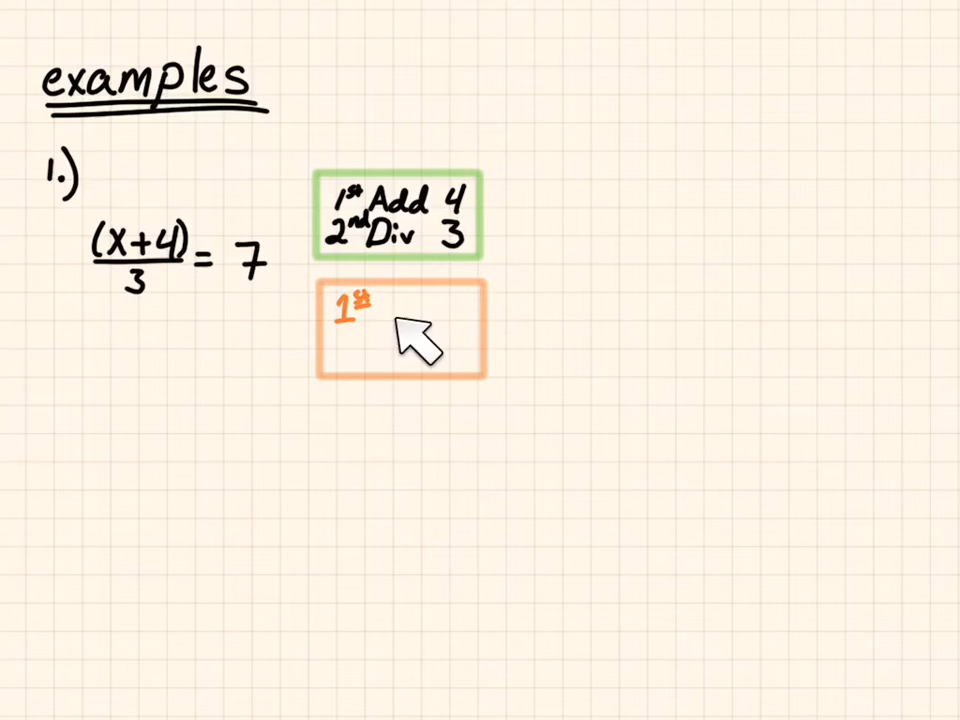 examples
1.)
(x+4)/3 = 7
1st Add 4
2nd Div 3
1st